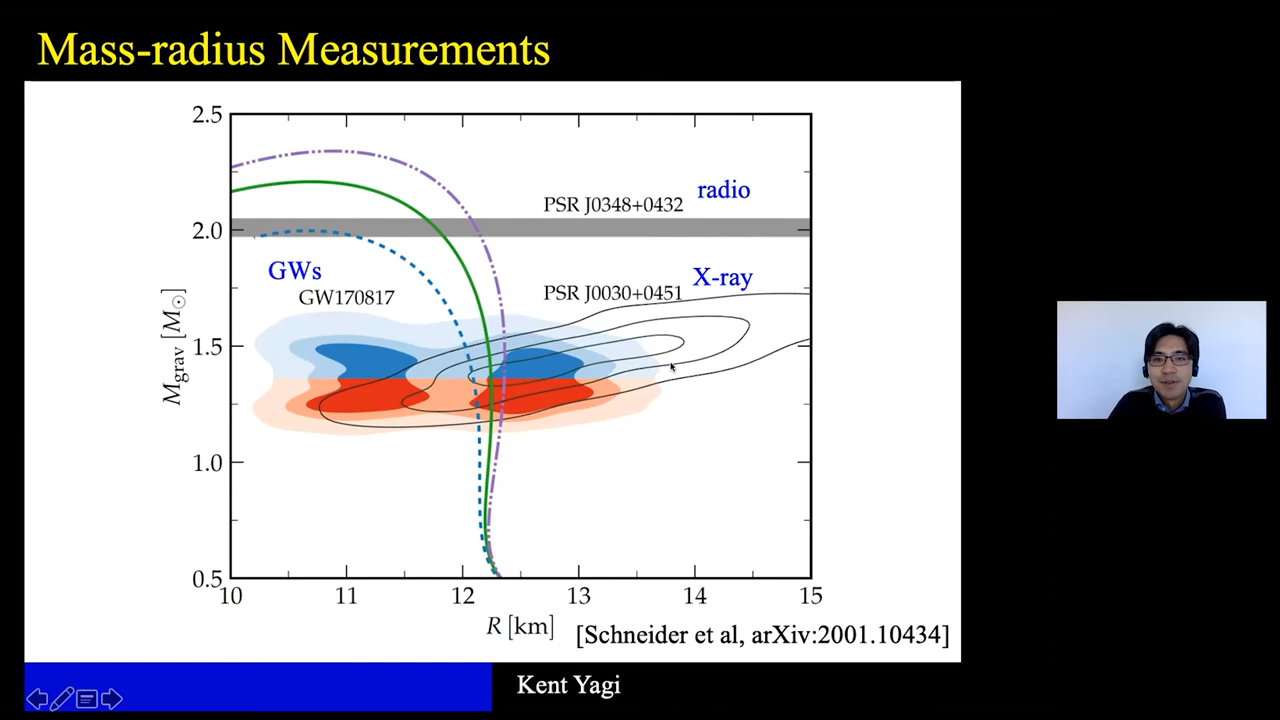 Mass-radius Measurements
2.5
2.0
1.5
1.0
0.5
M_grav [M_☉]
radio
PSR J0348+0432
GWs
GW170817
X-ray
PSR J0030+0451
10 11 12 13 14 15
R [km]
[Schneider et al, arXiv:2001.10434]
Kent Yagi